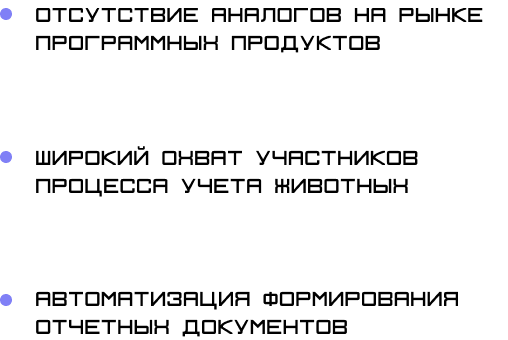 ОТСУТСТВИЕ АНАЛОГОВ НА РЫНКЕ
ПРОГРАММНЫХ ПРОДУКТОВ
ШИРОКИЙ ОХВАТ УЧАСТНИКОВ
ПРОЦЕССА УЧЕТА ЖИВОТНЫХ
АВТОМАТИЗАЦИЯ ФОРМИРОВАНИЯ
ОТЧЕТНЫХ ДОКУМЕНТОВ